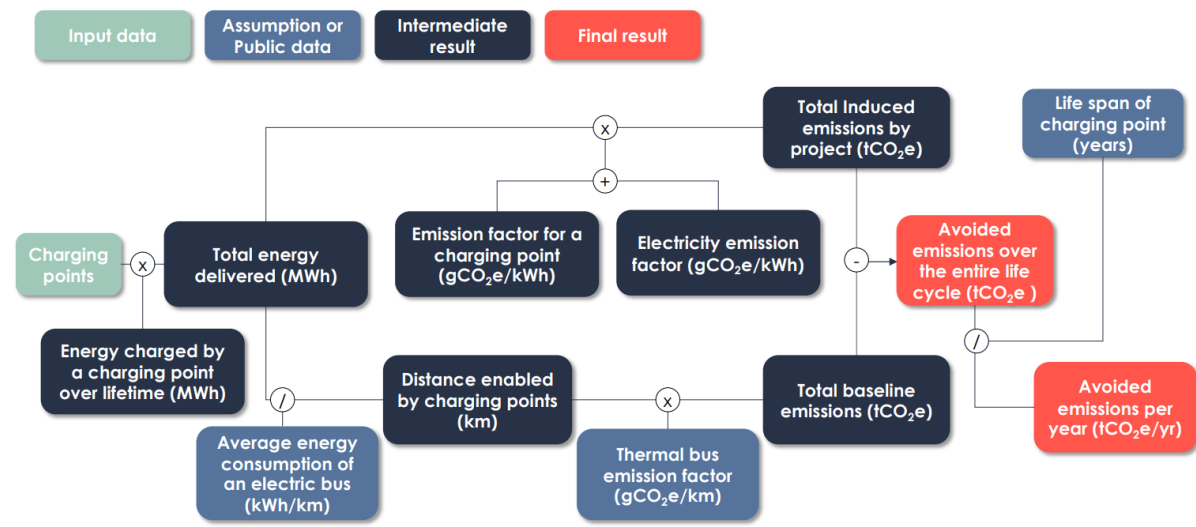 Input data
Assumption or
Public data
Intermediate
result
Final result
Total Induced
emissions by
project (tCO₂e)
Life span of
charging point
(years)
x
+
Charging
points
x
Total energy
delivered (MWh)
Emission factor for a
charging point
(gCO₂e/kWh)
Electricity emission
factor (gCO₂e/kWh)
-
Avoided
emissions over
the entire life
cycle (tCO₂e )
/
Energy charged by
a charging point
over lifetime (MWh)
/
Distance enabled
by charging points
(km)
x
Total baseline
emissions (tCO₂e)
Avoided
emissions per
year (tCO₂e/yr)
Average energy
consumption of
an electric bus
(kWh/km)
Thermal bus
emission factor
(gCO₂e/km)